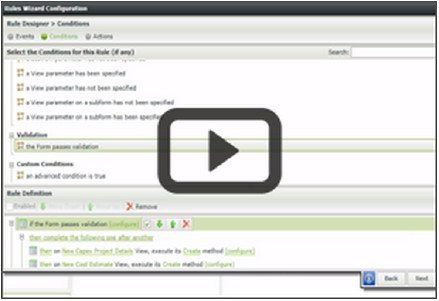 Rules Wizard Configuration
Rule Designer > Conditions
Events Conditions Actions
Select the Conditions for this Rule (if any) Search:
a View parameter has been specified
a View parameter has not been specified
a View parameter on a subform has not been specified
a View parameter on a subform has been specified
Validation
the Form passes validation
Custom Conditions
an advanced condition is true
Rule Definition
Enabled Remove
if the Form passes validation (configure)
then complete the following one after another
then on New Capex Project Details View, execute its Create method (configure)
then on New Cost Estimate View, execute its Create method (configure)
Back Next